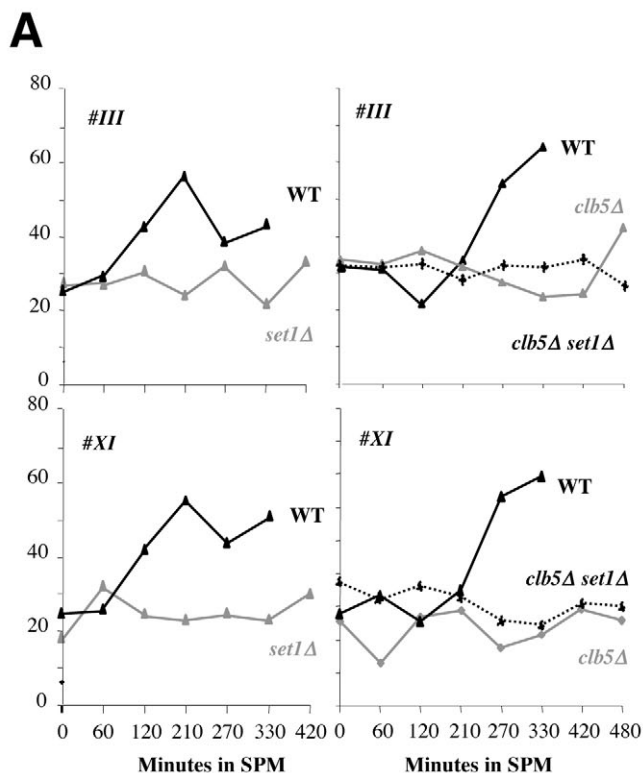 A
80
60
40
20
0
#III
WT
set1Δ
#III
WT
clb5Δ
clb5Δ set1Δ
80
60
40
20
0
#XI
WT
set1Δ
0 60 120 210 270 330 420
Minutes in SPM
#XI
WT
clb5Δ set1Δ
clb5Δ
0 60 120 210 270 330 420 480
Minutes in SPM